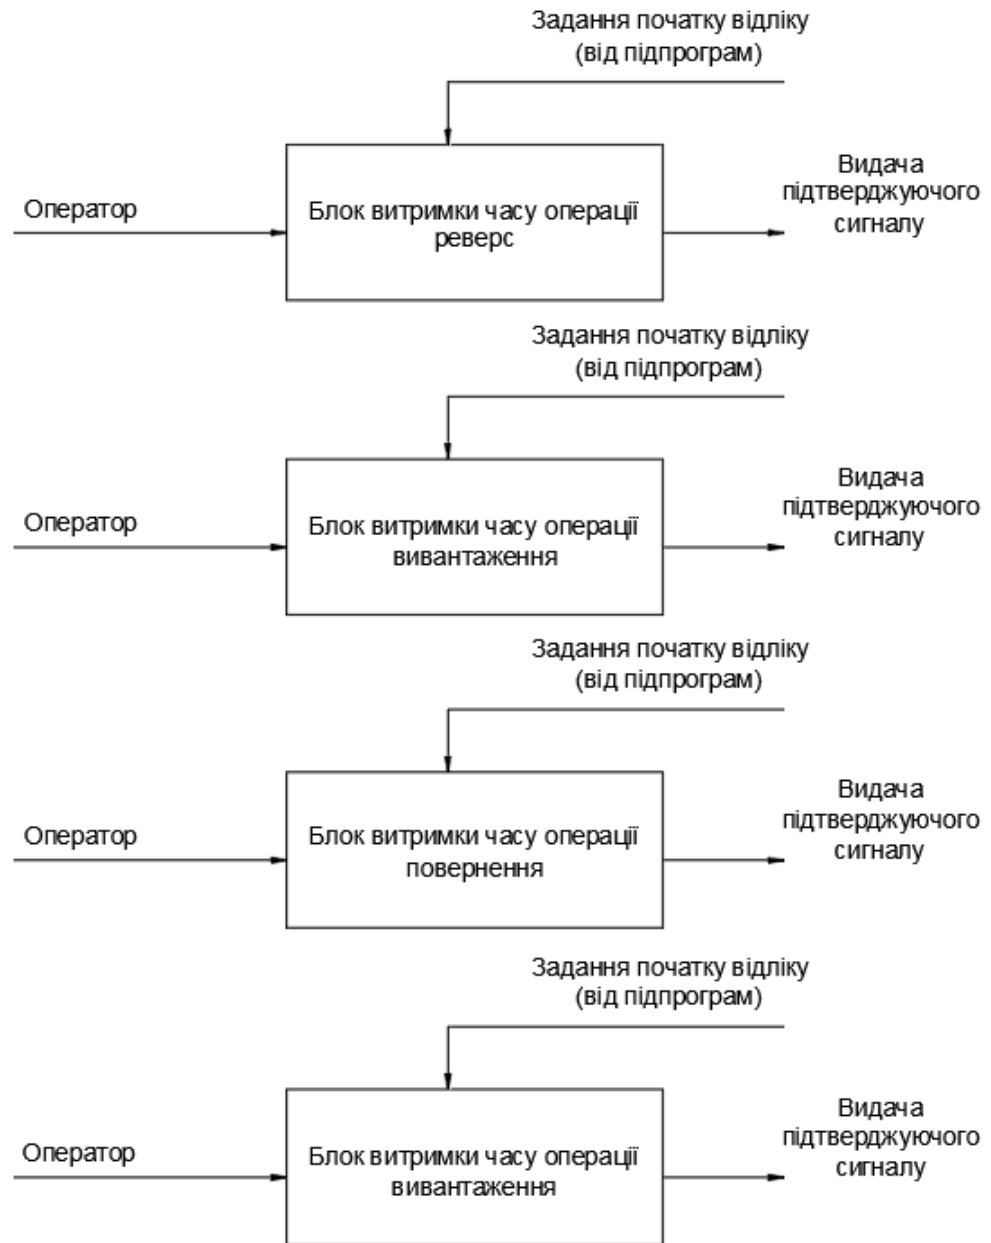 Задання початку відліку
(від підпрограм)
Оператор
Блок витримки часу операції
реверс
Видача
підтверджуючого
сигналу
Задання початку відліку
(від підпрограм)
Оператор
Блок витримки часу операції
вивантаження
Видача
підтверджуючого
сигналу
Задання початку відліку
(від підпрограм)
Оператор
Блок витримки часу операції
повернення
Видача
підтверджуючого
сигналу
Задання початку відліку
(від підпрограм)
Оператор
Блок витримки часу операції
вивантаження
Видача
підтверджуючого
сигналу